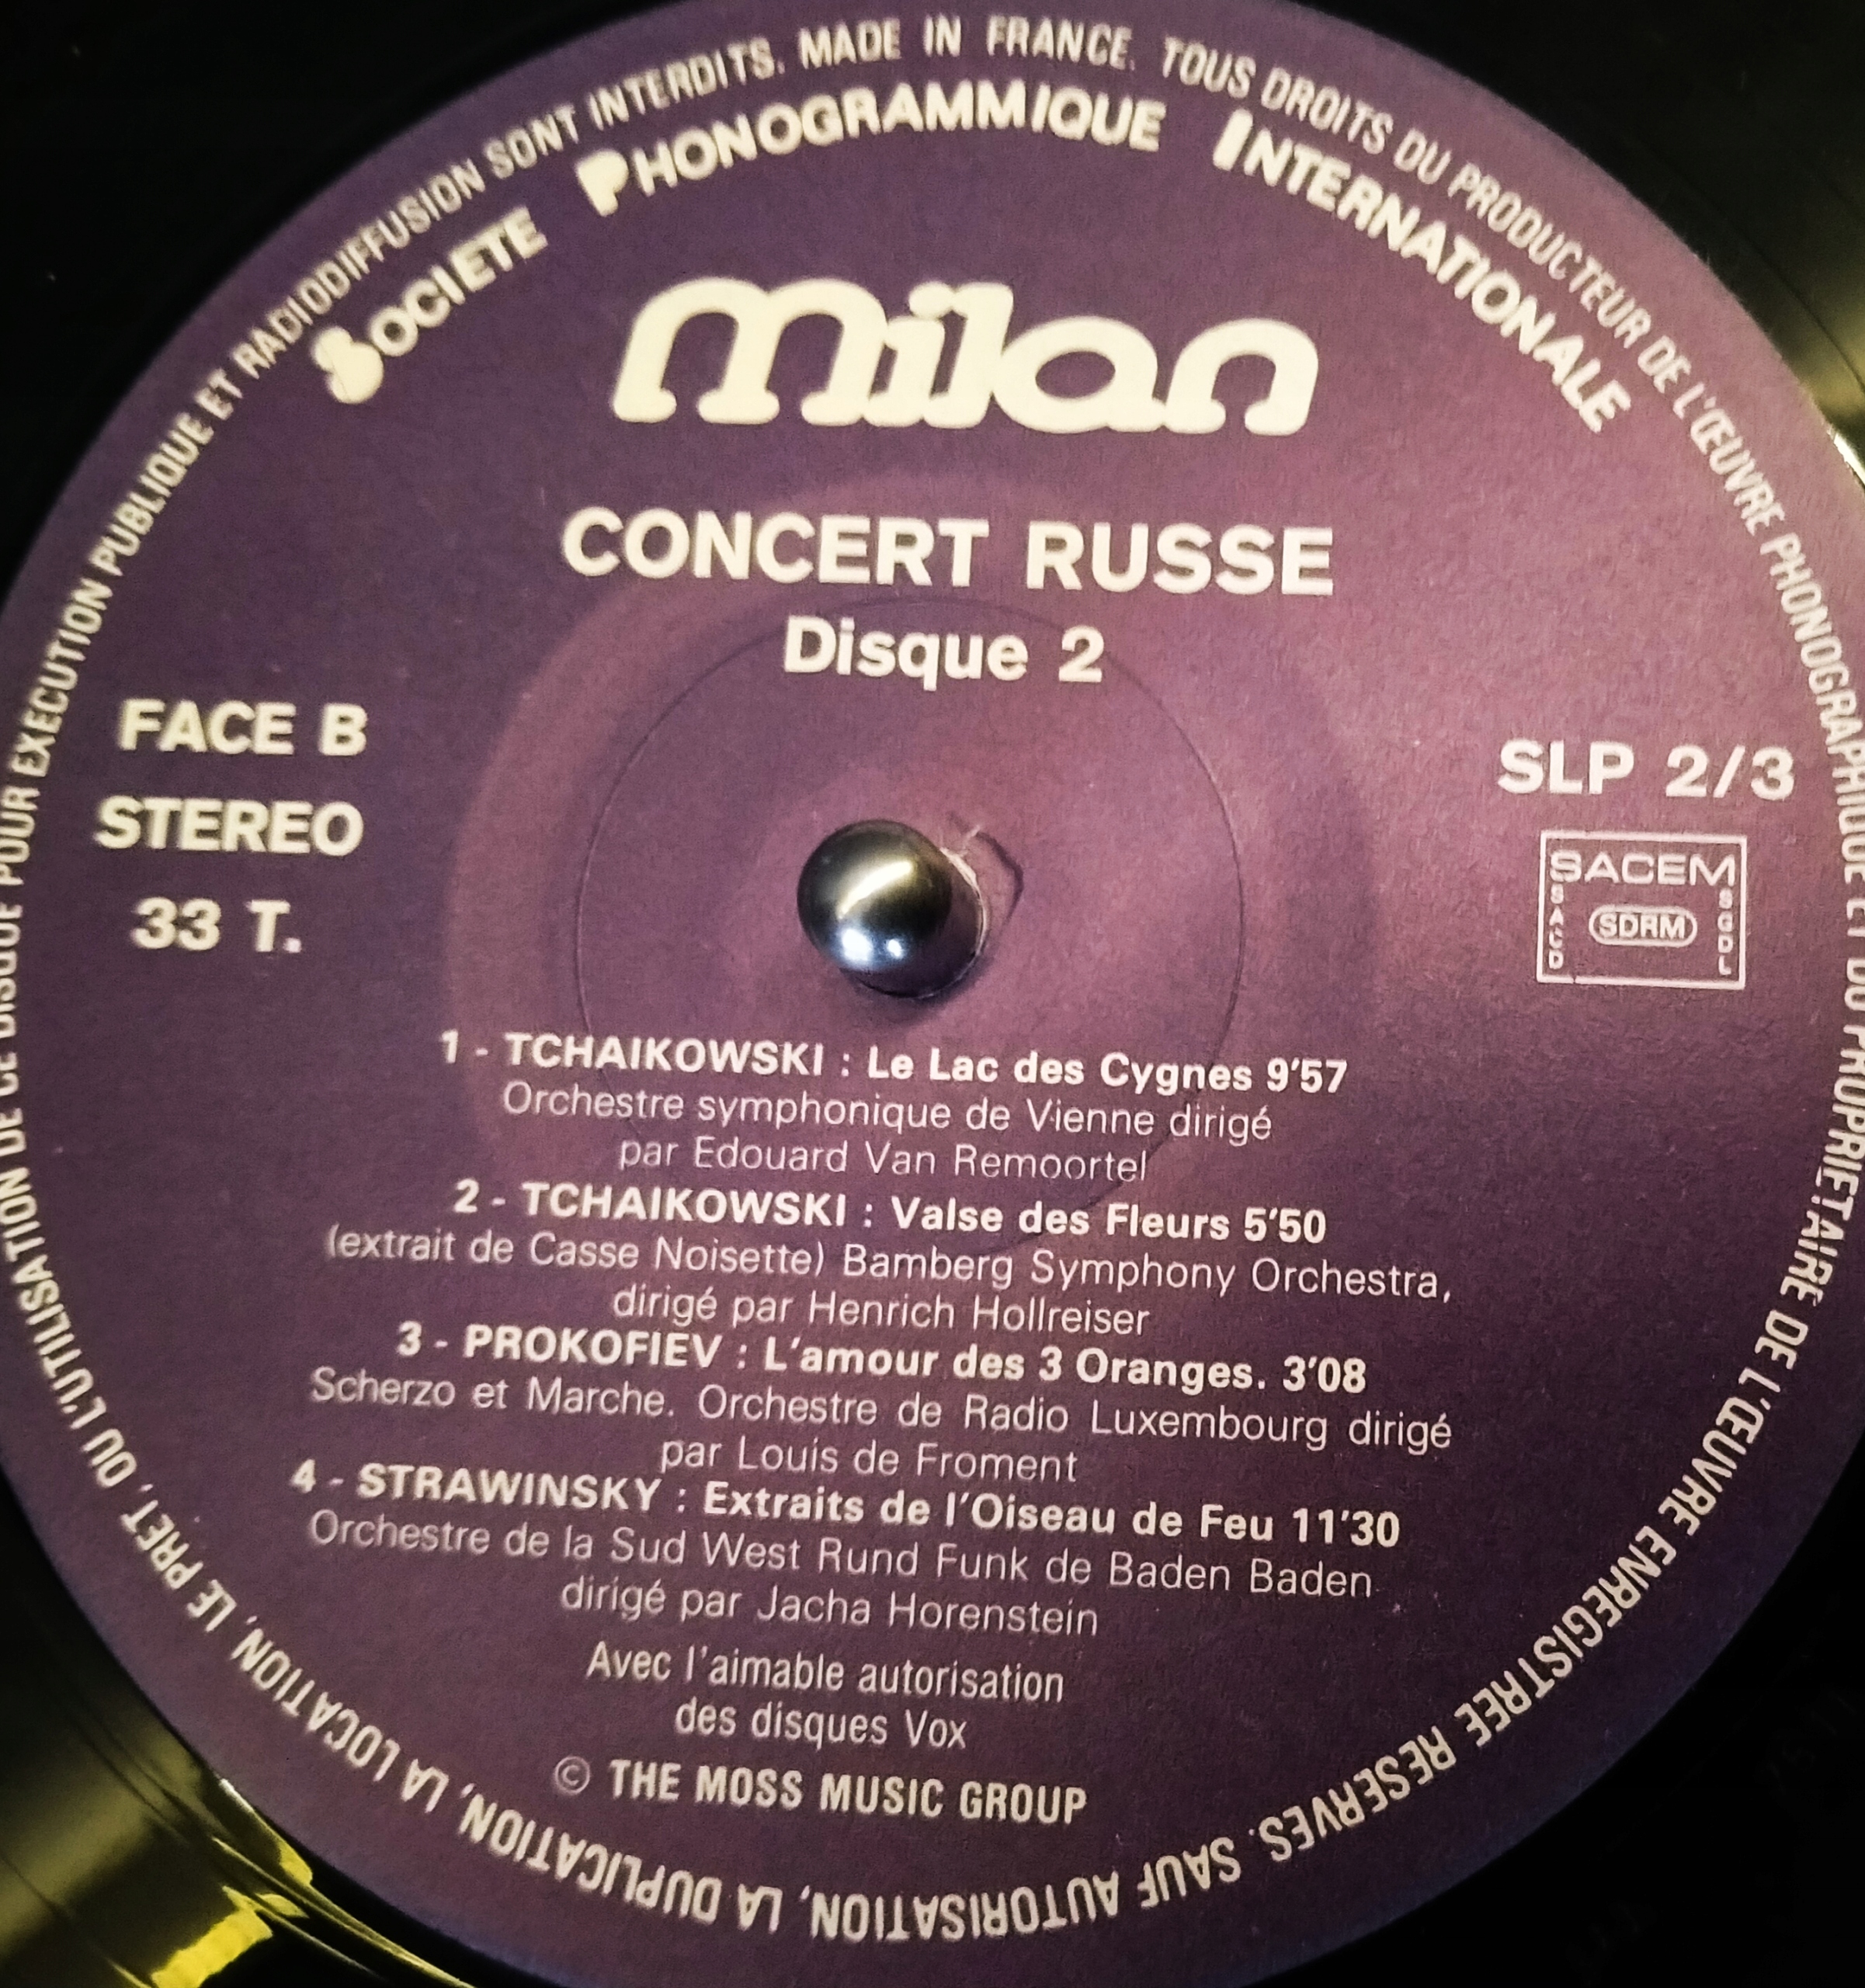 SONT INTERDITS. MADE IN FRANCE. TOUS DROITS DU PRODUCTEUR DE L'ŒUVRE PHONOGRAPHIQUE ET DU PROPRIETAIRE DE L'ŒUVRE ENREGISTREE RESERVES. SAUF AUTORISATION, LA DUPLICATION, LA LOCATION, LE PRET, OU L'UTILISATION DE CE DISQUE POUR EXECUTION PUBLIQUE ET RADIODIFFUSION
SOCIETE PHONOGRAMMIQUE INTERNATIONALE
milan
CONCERT RUSSE
Disque 2
FACE B
STEREO
33 T.
SLP 2/3
SACEM
SACD
SDRM
SGDL
1 - TCHAIKOWSKI : Le Lac des Cygnes 9'57
Orchestre symphonique de Vienne dirigé
par Edouard Van Remoortel
2 - TCHAIKOWSKI : Valse des Fleurs 5'50
(extrait de Casse Noisette) Bamberg Symphony Orchestra,
dirigé par Henrich Hollreiser
3 - PROKOFIEV : L'amour des 3 Oranges. 3'08
Scherzo et Marche. Orchestre de Radio Luxembourg dirigé
par Louis de Froment
4 - STRAWINSKY : Extraits de l'Oiseau de Feu 11'30
Orchestre de la Sud West Rund Funk de Baden Baden
dirigé par Jacha Horenstein
Avec l'aimable autorisation
des disques Vox
© THE MOSS MUSIC GROUP